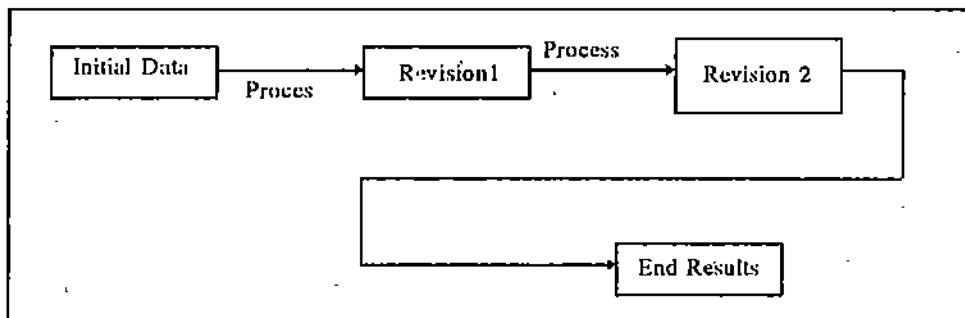 Initial Data
Proces
Revision1
Process
Revision 2
End Results